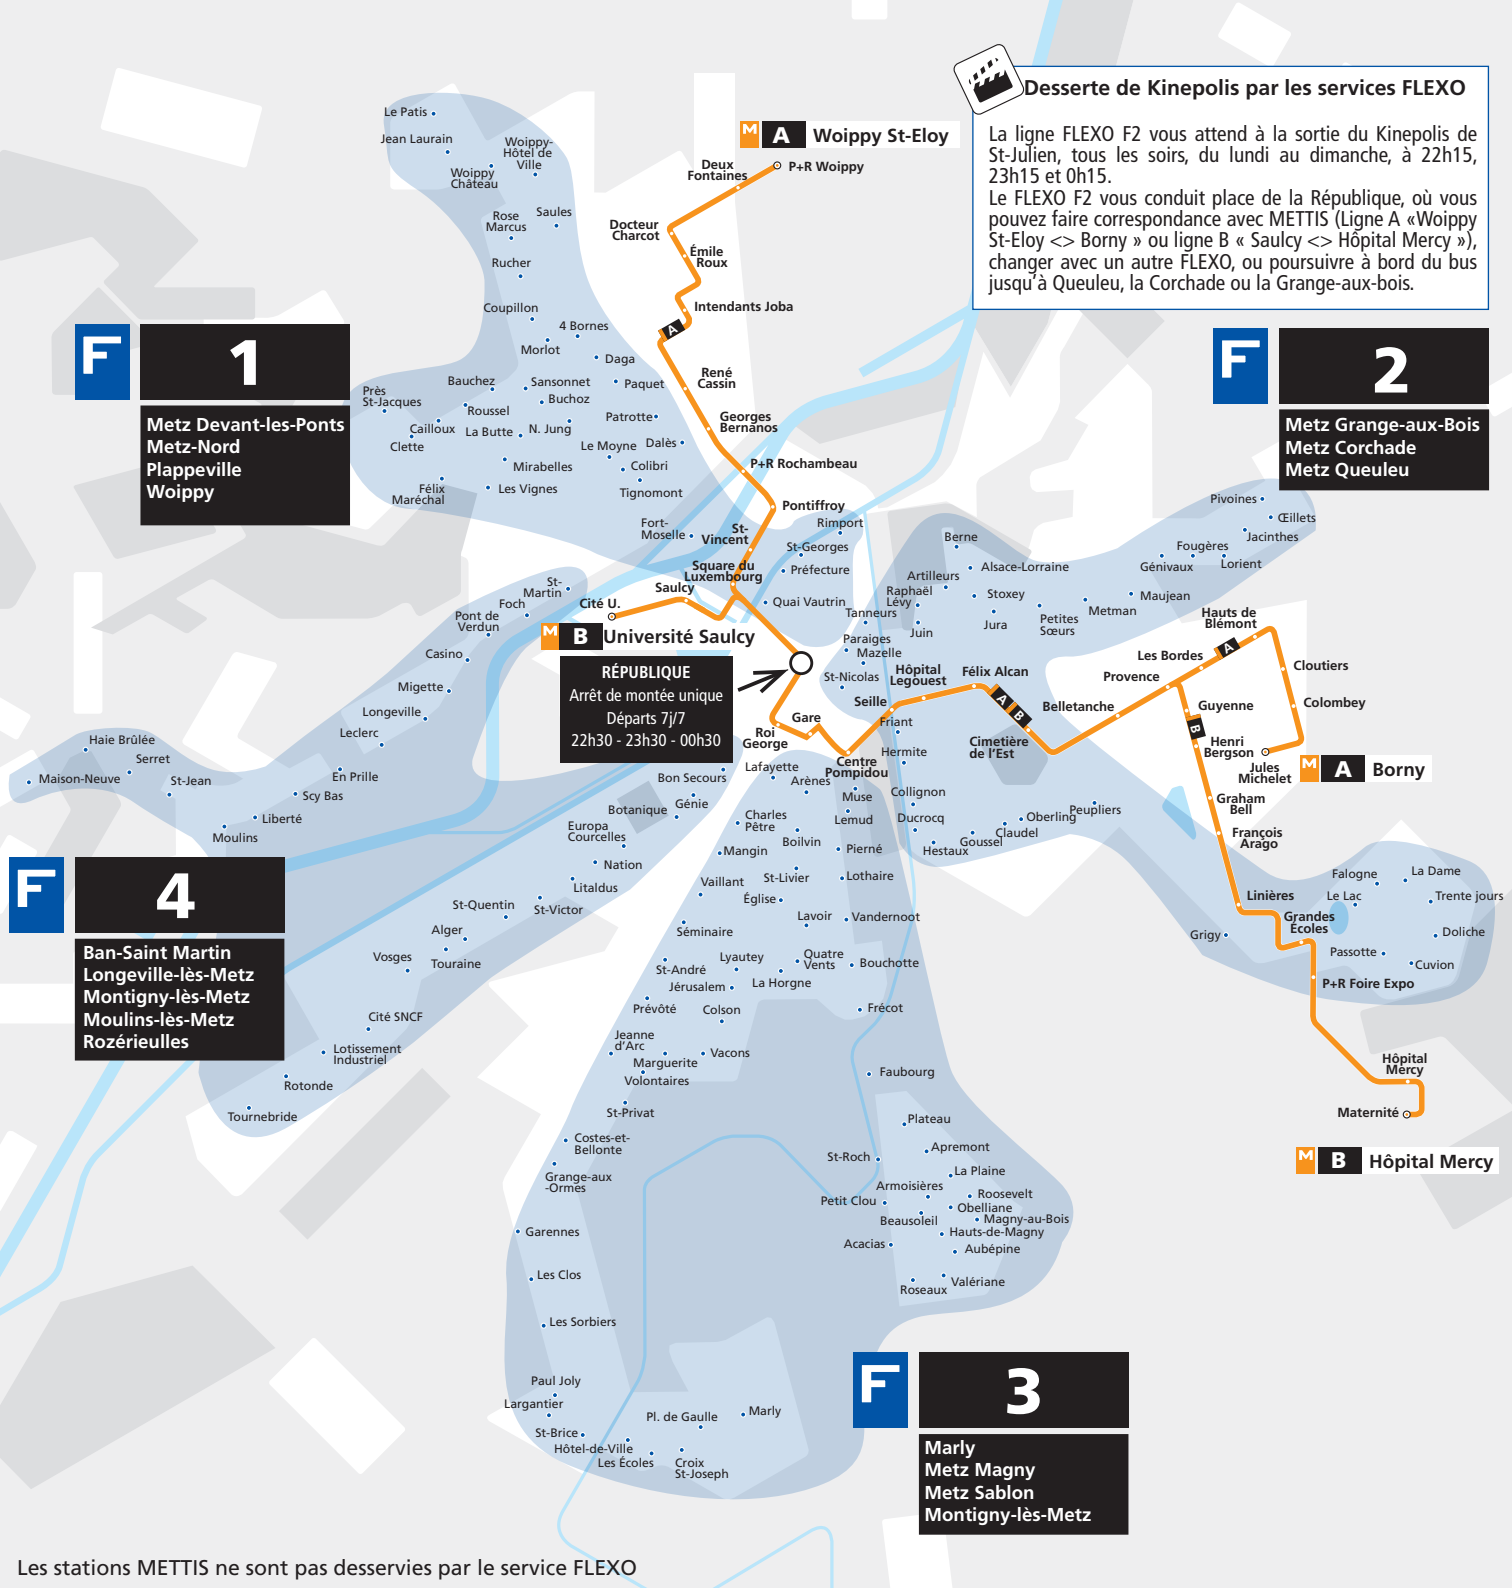 Desserte de Kinepolis par les services FLEXO
La ligne FLEXO F2 vous attend à la sortie du Kinepolis de
St-Julien, tous les soirs, du lundi au dimanche, à 22h15,
23h15 et 0h15.
Le FLEXO F2 vous conduit place de la République, où vous
pouvez faire correspondance avec METTIS (Ligne A «Woippy
St-Eloy <> Borny » ou ligne B « Saulcy <> Hôpital Mercy »),
changer avec un autre FLEXO, ou poursuivre à bord du bus
jusqu'à Queuleu, la Corchade ou la Grange-aux-bois.
M A Woippy St-Eloy
P+R Woippy
Deux
Fontaines
Docteur
Charcot
Émile
Roux
Intendants Joba
A
René
Cassin
Georges
Bernanos
P+R Rochambeau
Pontiffroy
St-
Vincent
Square du
Luxembourg
Saulcy
Cité U.
M B Université Saulcy
RÉPUBLIQUE
Arrêt de montée unique
Départs 7j/7
22h30 - 23h30 - 00h30
Roi
George
Gare
Centre
Pompidou
Seille
Hôpital
Legouest
Félix Alcan
A B
Cimetière
de l'Est
Belletanche
Provence
Les Bordes
A
Hauts de
Blémont
Cloutiers
Colombey
Jules
Michelet
M A Borny
Guyenne
B
Henri
Bergson
Graham
Bell
François
Arago
Linières
Grandes
Écoles
P+R Foire Expo
Hôpital
Mercy
Maternité
M B Hôpital Mercy
F 1
Metz Devant-les-Ponts
Metz-Nord
Plappeville
Woippy
Le Patis
Jean Laurain
Woippy-
Hôtel de
Ville
Woippy
Château
Rose
Marcus
Saules
Rucher
Coupillon
4 Bornes
Morlot
Daga
Bauchez
Sansonnet
Paquet
Près
St-Jacques
Buchoz
Roussel
Patrotte
Cailloux
La Butte
N. Jung
Clette
Le Moyne
Dalès
Mirabelles
Colibri
Félix
Maréchal
Les Vignes
Tignomont
Fort-
Moselle
Rimport
St-Georges
Préfecture
Quai Vautrin
F 2
Metz Grange-aux-Bois
Metz Corchade
Metz Queuleu
Pivoines
Œillets
Jacinthes
Fougères
Génivaux
Lorient
Berne
Alsace-Lorraine
Artilleurs
Raphaël
Lévy
Stoxey
Maujean
Metman
Tanneurs
Juin
Jura
Petites
Sœurs
Paraiges
Mazelle
St-Nicolas
Friant
Hermite
Collignon
Ducrocq
Hestaux
Goussel
Claudel
Oberling
Peupliers
Grigy
Falogne
La Dame
Le Lac
Trente jours
Doliche
Passotte
Cuvion
F 4
Ban-Saint Martin
Longeville-lès-Metz
Montigny-lès-Metz
Moulins-lès-Metz
Rozérieulles
St-
Martin
Foch
Pont de
Verdun
Casino
Migette
Longeville
Leclerc
Haie Brûlée
Serret
Maison-Neuve
St-Jean
En Prille
Scy Bas
Liberté
Moulins
Bon Secours
Génie
Botanique
Europa
Courcelles
Nation
Litaldus
St-Quentin
St-Victor
Alger
Vosges
Touraine
Cité SNCF
Lotissement
Industriel
Rotonde
Tournebride
Lafayette
Arènes
Muse
Lemud
Charles
Pêtre
Boilvin
Mangin
Pierné
Vaillant
St-Livier
Lothaire
Église
Lavoir
Vandernoot
Séminaire
St-André
Lyautey
Quatre
Vents
Bouchotte
Jérusalem
La Horgne
Prévôté
Colson
Frécot
Jeanne
d'Arc
Marguerite
Vacons
Volontaires
Faubourg
St-Privat
Costes-et-
Bellonte
Grange-aux
-Ormes
Garennes
Les Clos
Les Sorbiers
Paul Joly
Largantier
St-Brice
Hôtel-de-Ville
Les Écoles
Pl. de Gaulle
Croix
St-Joseph
Marly
Plateau
Apremont
St-Roch
La Plaine
Armoisières
Roosevelt
Petit Clou
Obelliane
Beausoleil
Magny-au-Bois
Hauts-de-Magny
Acacias
Aubépine
Valériane
Roseaux
F 3
Marly
Metz Magny
Metz Sablon
Montigny-lès-Metz
Les stations METTIS ne sont pas desservies par le service FLEXO